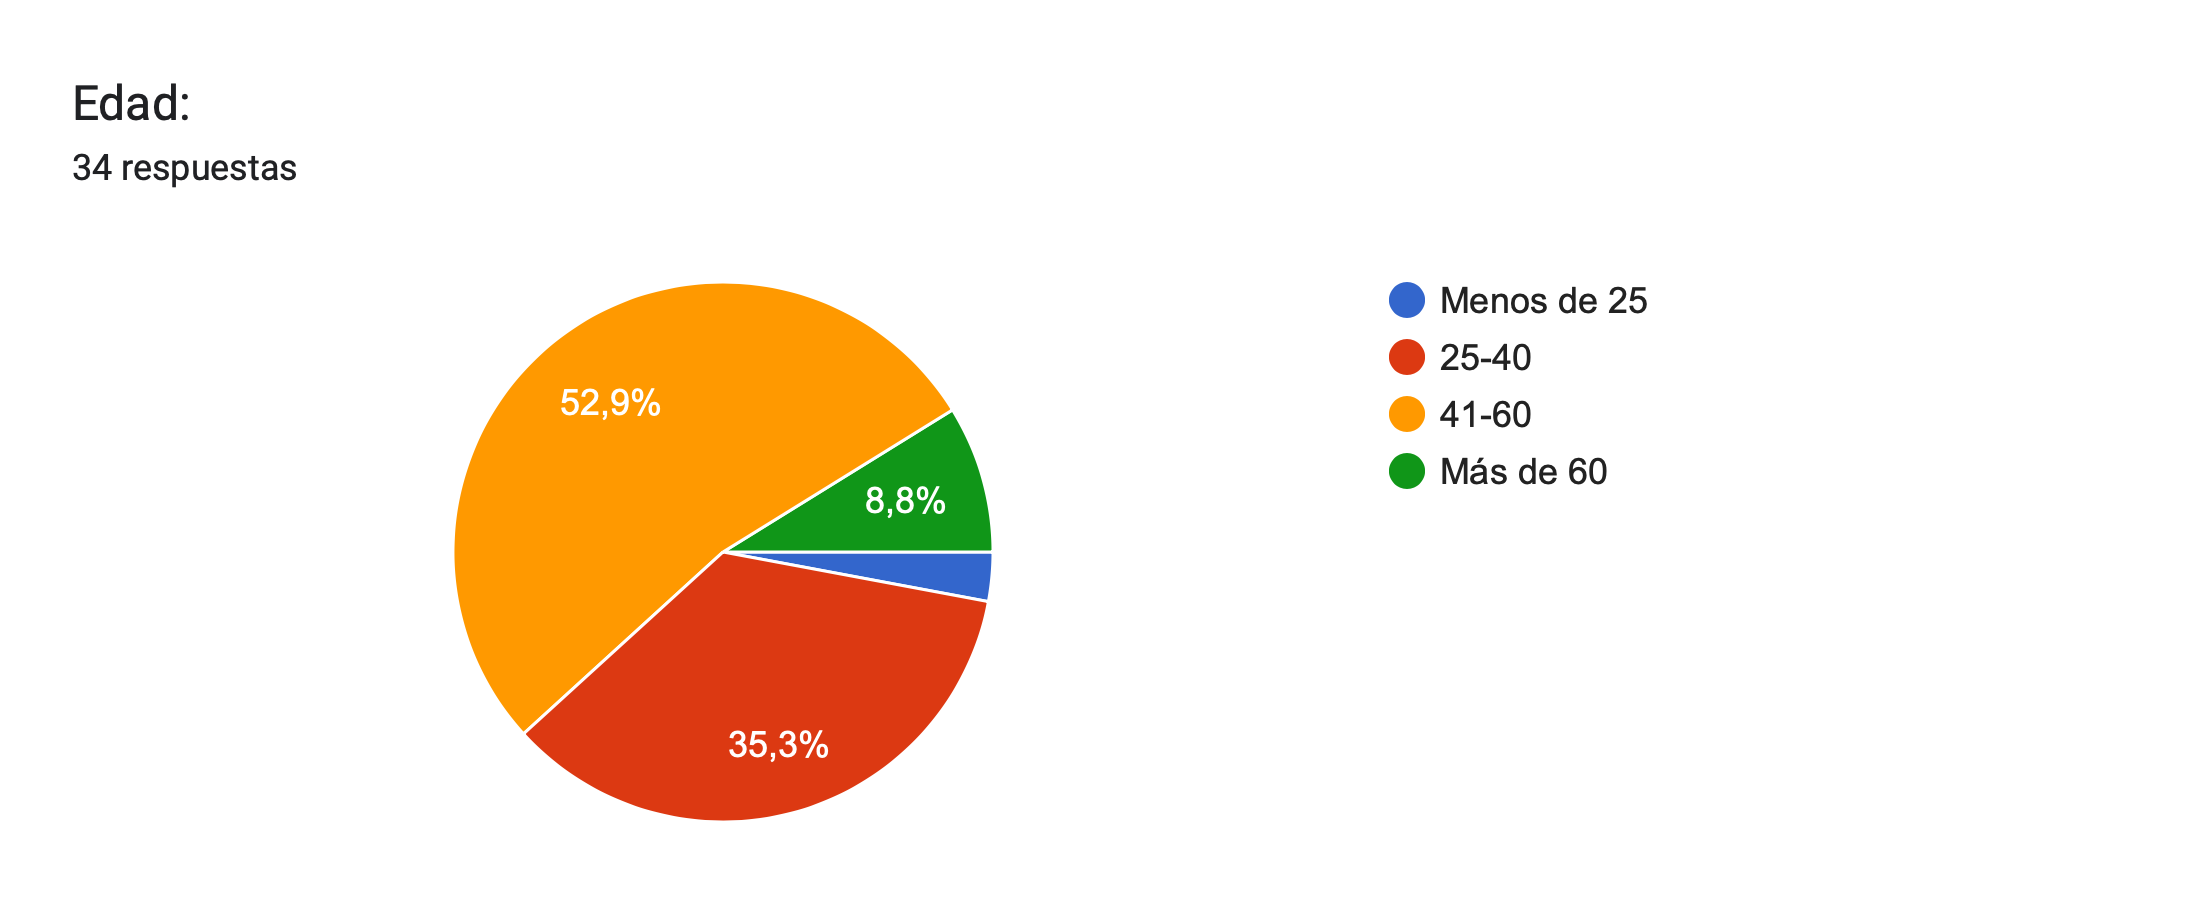 Edad:
34 respuestas
Menos de 25
25-40
41-60
Más de 60
52,9%
8,8%
35,3%